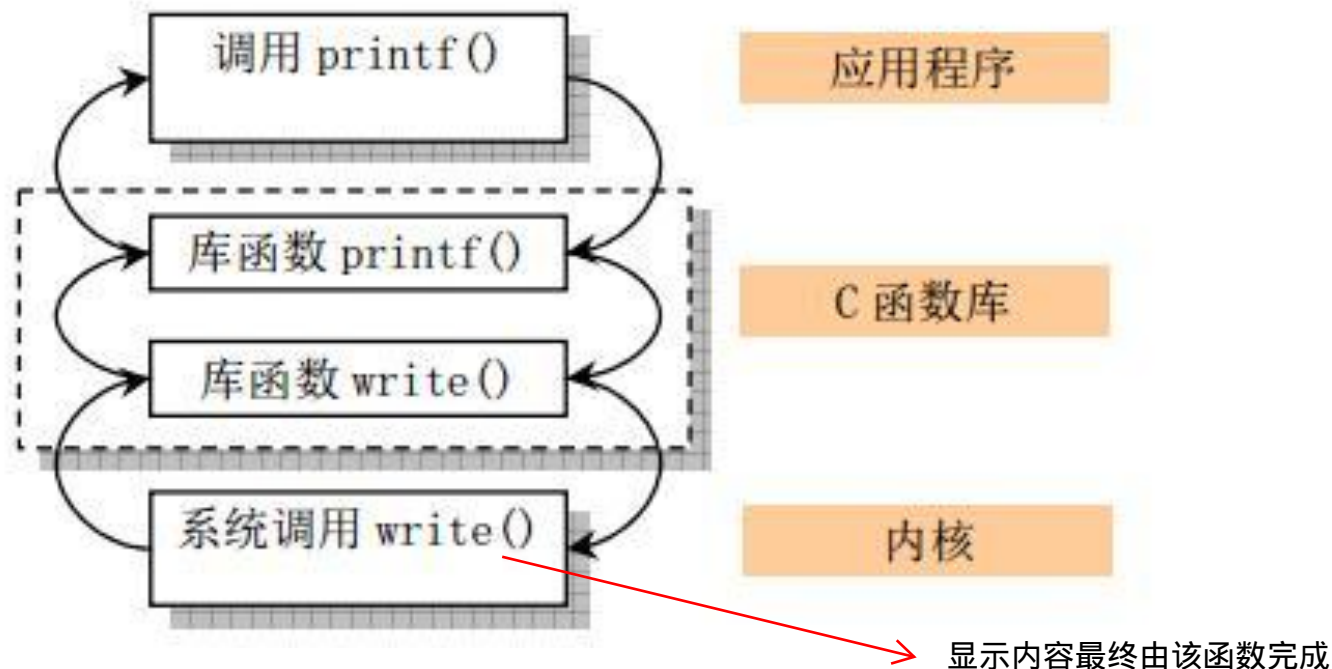 调用 printf()
应用程序
库函数 printf()
C 函数库
库函数 write()
系统调用 write()
内核
显示内容最终由该函数完成